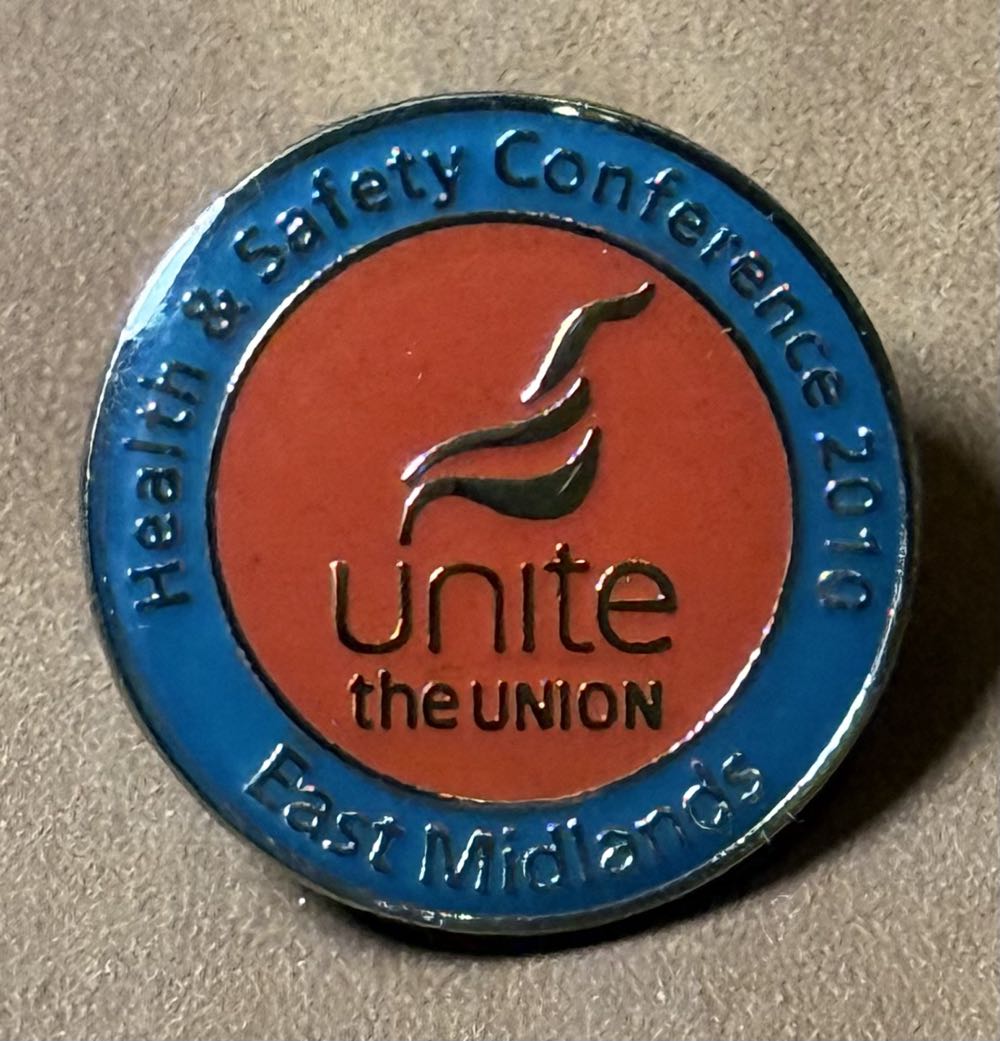 Health & Safety Conference 2010
unite
the UNION
East Midlands